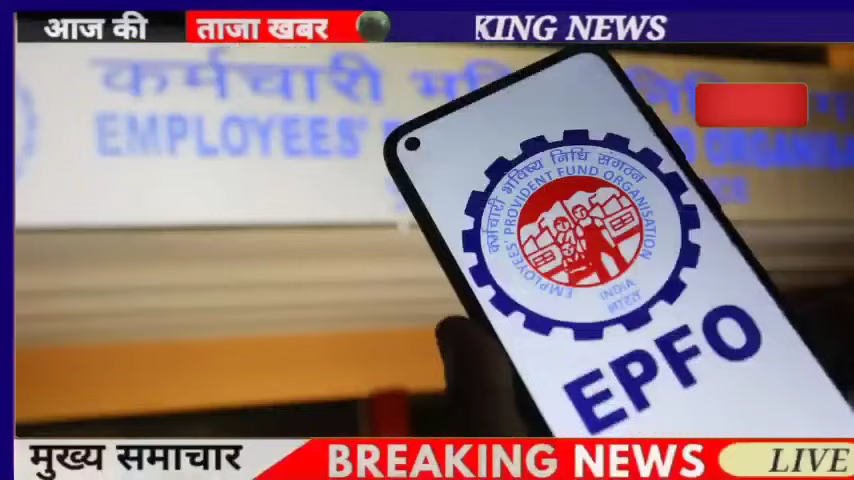 आज की
ताजा खबर
KING NEWS
कर्मचारी
EMPLOYEES'
कर्मचारी भविष्य निधि संगठन
EMPLOYEES' PROVIDENT FUND ORGANISATION
INDIA
भारत
EPFO
मुख्य समाचार
BREAKING NEWS
LIVE